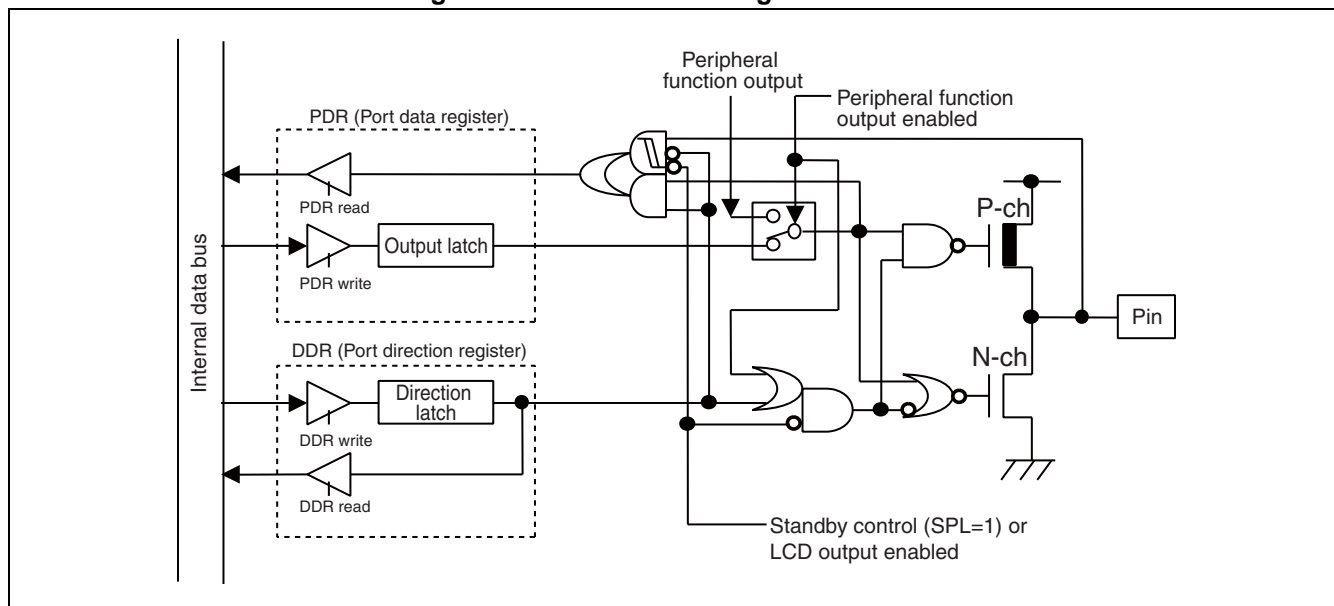 Peripheral
function output
Peripheral function
output enabled
PDR (Port data register)
PDR read
P-ch
Output latch
PDR write
Internal data bus
Pin
DDR (Port direction register)
N-ch
Direction
latch
DDR write
DDR read
Standby control (SPL=1) or
LCD output enabled